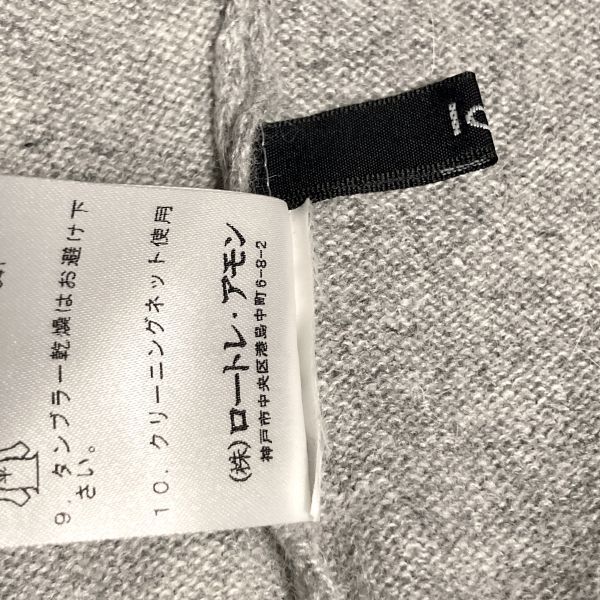 9. タンブラー乾燥はお避け下
さい。
10. クリーニングネット使用
(株)ロートレ・アモン
神戸市中央区港島中町6-8-2
平